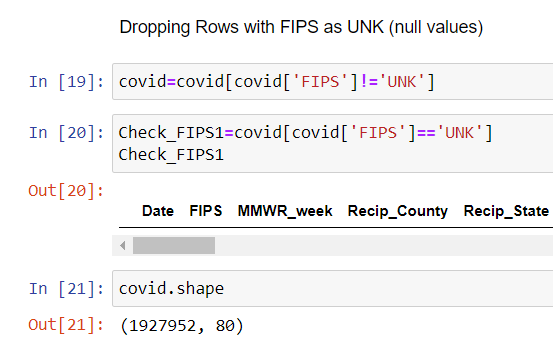 Dropping Rows with FIPS as UNK (null values)
In [19]: covid=covid[covid['FIPS']!='UNK']
In [20]: Check_FIPS1=covid[covid['FIPS']=='UNK']
Check_FIPS1
Out[20]:
Date FIPS MMWR_week Recip_County Recip_State
In [21]: covid.shape
Out[21]: (1927952, 80)